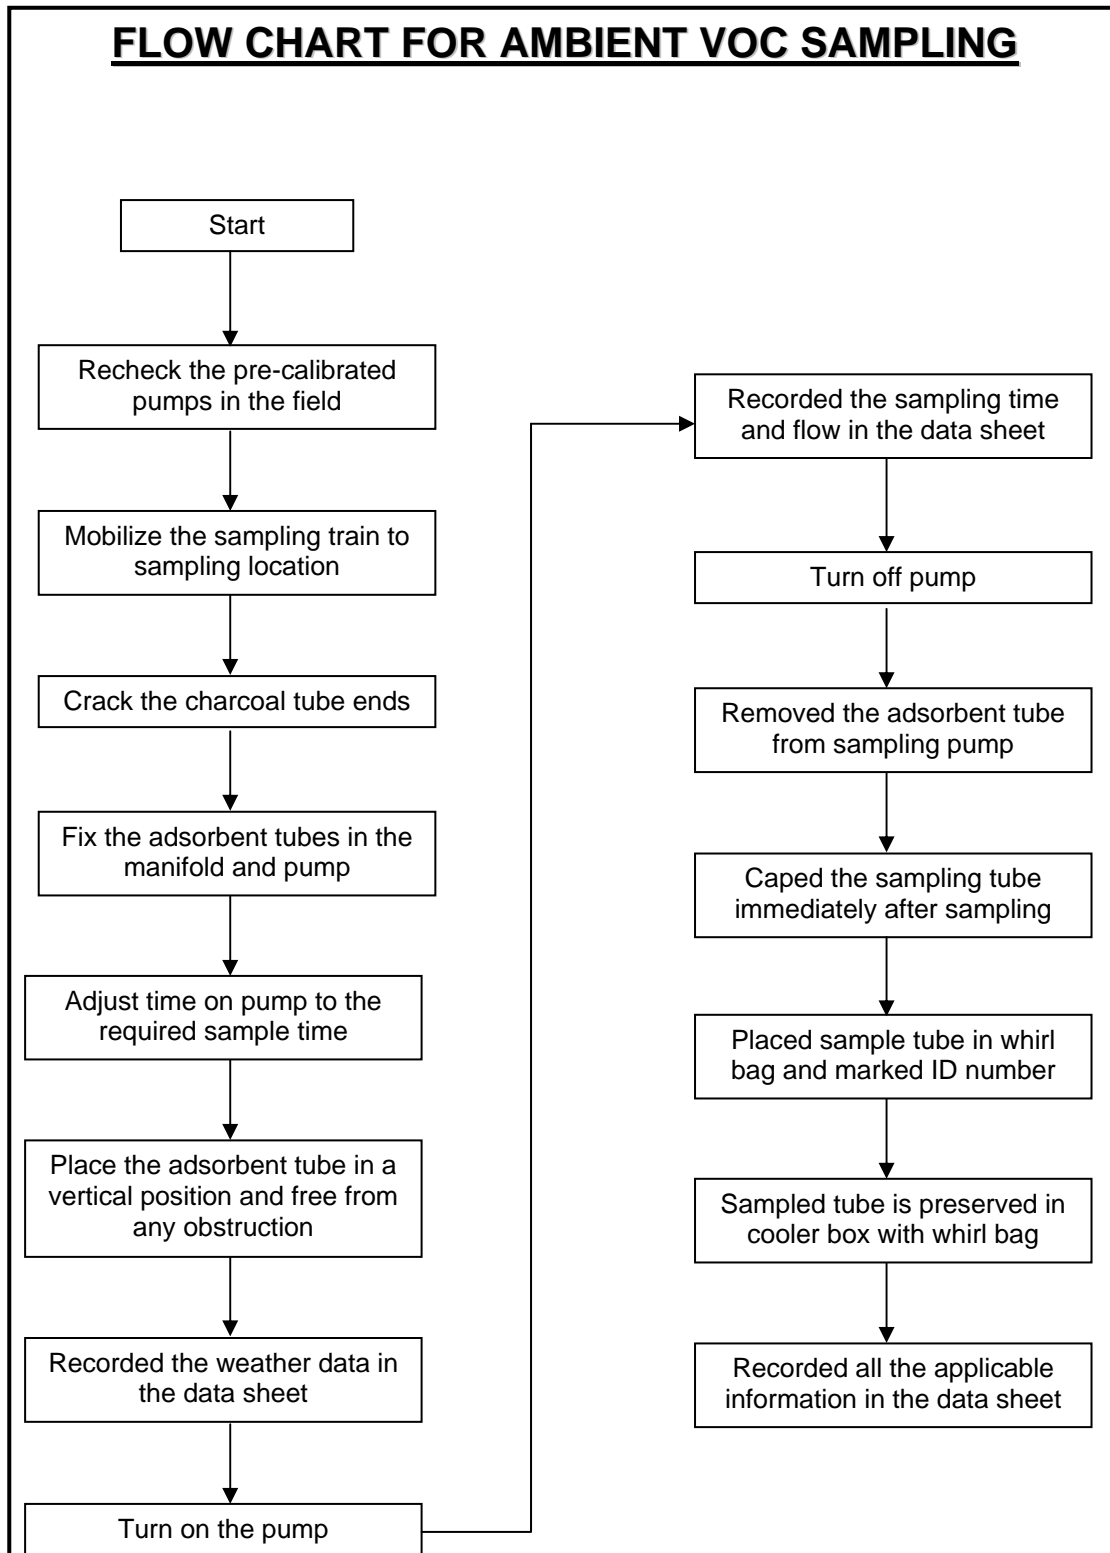 FLOW CHART FOR AMBIENT VOC SAMPLING
Start
Recheck the pre-calibrated
pumps in the field
Mobilize the sampling train to
sampling location
Crack the charcoal tube ends
Fix the adsorbent tubes in the
manifold and pump
Adjust time on pump to the
required sample time
Place the adsorbent tube in a
vertical position and free from
any obstruction
Recorded the weather data in
the data sheet
Turn on the pump
Recorded the sampling time
and flow in the data sheet
Turn off pump
Removed the adsorbent tube
from sampling pump
Caped the sampling tube
immediately after sampling
Placed sample tube in whirl
bag and marked ID number
Sampled tube is preserved in
cooler box with whirl bag
Recorded all the applicable
information in the data sheet